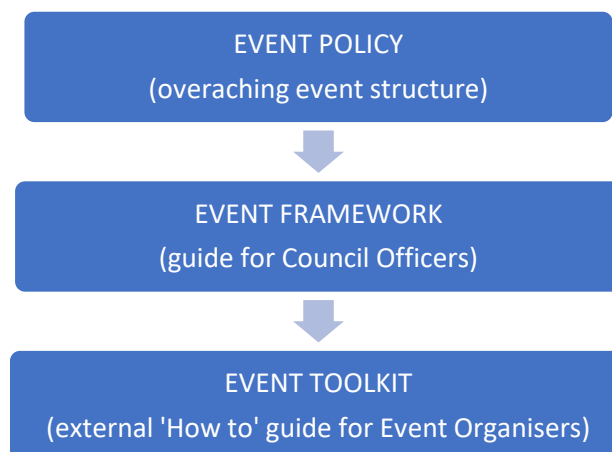 EVENT POLICY
(overaching event structure)
EVENT FRAMEWORK
(guide for Council Officers)
EVENT TOOLKIT
(external 'How to' guide for Event Organisers)